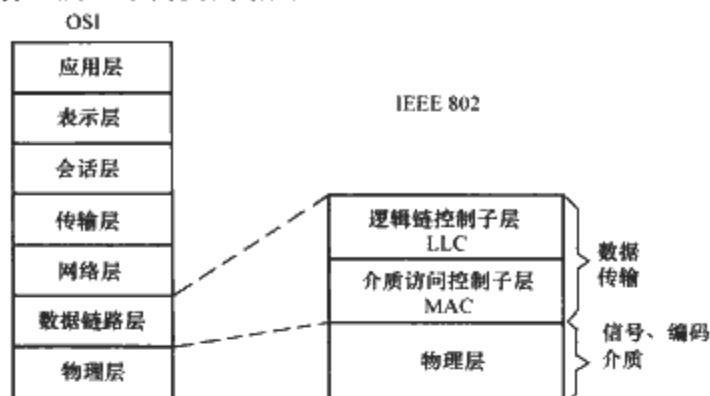 OSI
应用层
表示层
会话层
传输层
网络层
数据链路层
物理层
IEEE 802
逻辑链控制子层
LLC
介质访问控制子层
MAC
物理层
数据
传输
信号、编码
介质